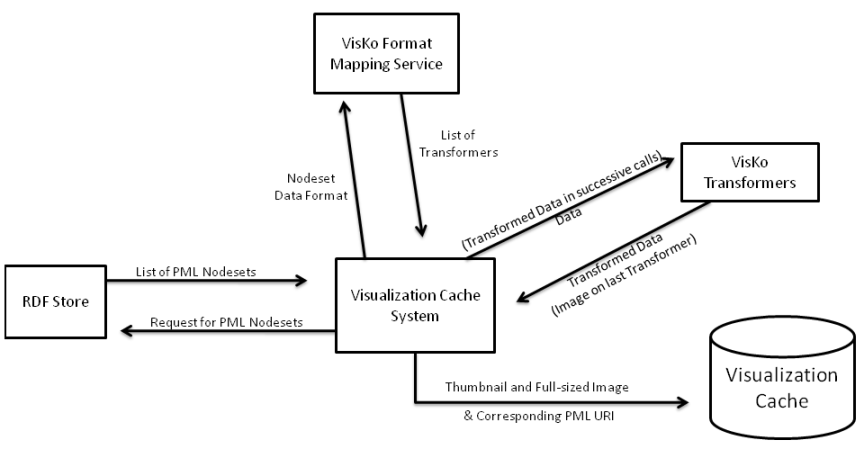 VisKo Format
Mapping Service
List of
Transformers
Nodeset
Data Format
(Transformed Data in successive calls)
Data
VisKo
Transformers
Transformed Data
(Image on last Transformer)
List of PML Nodesets
RDF Store
Request for PML Nodesets
Visualization Cache
System
Thumbnail and Full-sized Image
& Corresponding PML URI
Visualization
Cache